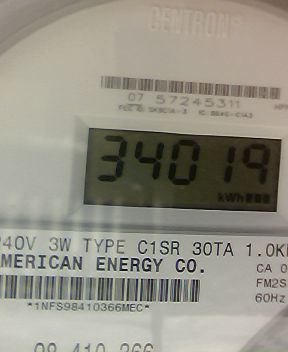 CENTRON®
07 57245311
34019
kWh
240V 3W TYPE C1SR 30TA 1.0K
AMERICAN ENERGY CO.
CA 0
FM2S
60Hz
*1NFS98410366MEC*
98 410 366